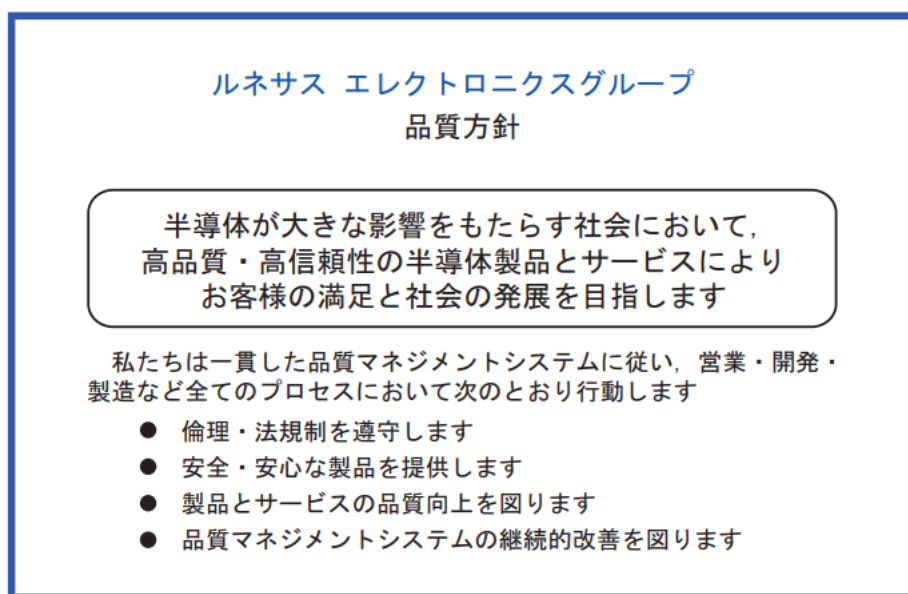 ルネサス エレクトロニクスグループ
品質方針
半導体が大きな影響をもたらす社会において,
高品質・高信頼性の半導体製品とサービスにより
お客様の満足と社会の発展を目指します
私たちは一貫した品質マネジメントシステムに従い, 営業・開発・
製造など全てのプロセスにおいて次のとおり行動します
● 倫理・法規制を遵守します
● 安全・安心な製品を提供します
● 製品とサービスの品質向上を図ります
● 品質マネジメントシステムの継続的改善を図ります